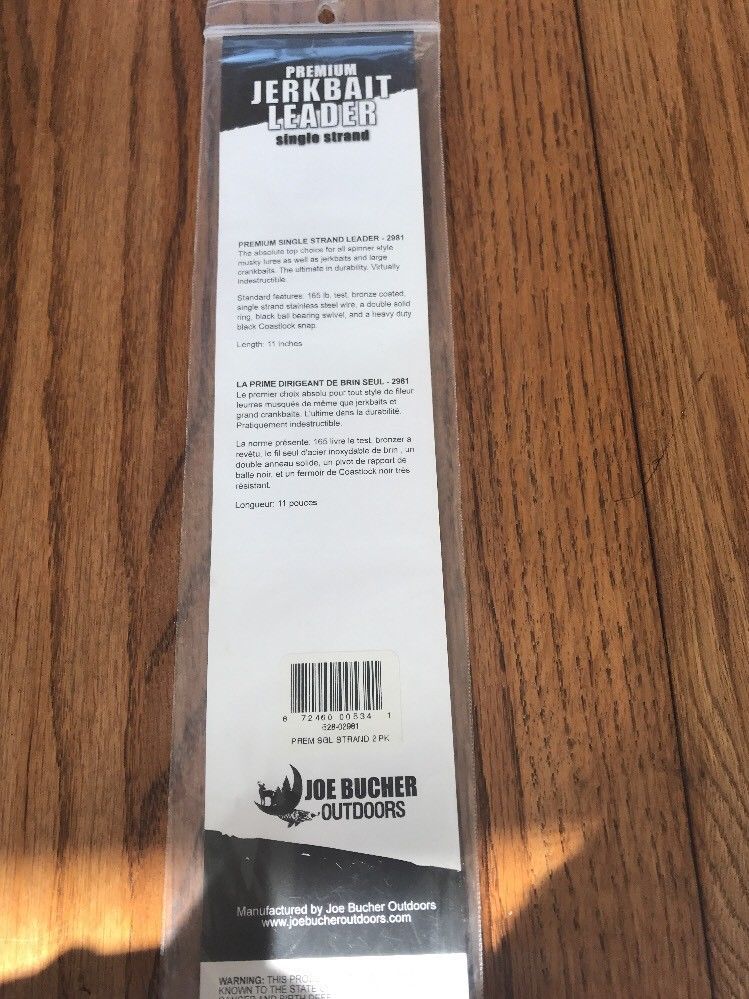 PREMIUM
JERKBAIT
LEADER
single strand
PREMIUM SINGLE STRAND LEADER - 2981
The absolute top choice for all spinner style
musky lures as well as jerkbaits and large
crankbaits. The ultimate in durability. Virtually
indestructible.
Standard features: 165 lb. test, bronze coated,
single strand stainless steel wire, a double solid
ring, black ball bearing swivel, and a heavy duty
black Coastlock snap.
Length: 11 inches
LA PRIME DIRIGEANT DE BRIN SEUL - 2981
Le premier choix absolu pour tout style de fileur
leurres musqués de même que jerkbaits et
grand crankbaits. L'ultime dans la durabilité.
Pratiquement indestructible.
La norme présente: 165 livre le test, bronzer a
revêtu, le fil seul d'acier inoxydable de brin , un
double anneau solide, un pivot de rapport de
balle noir, et un fermoir de Coastlock noir très
résistant.
Longueur: 11 pouces
6 72460 00534 1
528-02981
PREM SGL STRAND 2 PK
JOE BUCHER
OUTDOORS
Manufactured by Joe Bucher Outdoors
www.joebucheroutdoors.com
WARNING: THIS
KNOWN TO THE STATE
AND BIRTH